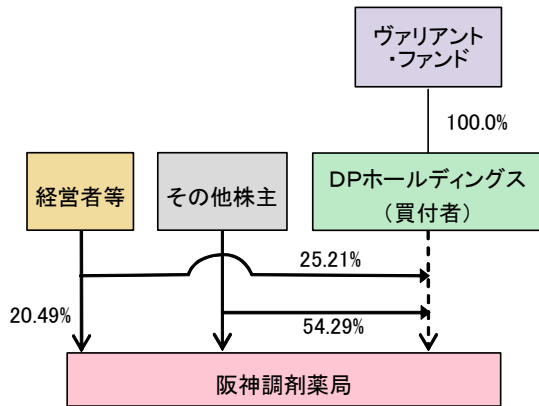 ヴァリアント
・ファンド
100.0%
経営者等
その他株主
DPホールディングス
（買付者）
25.21%
20.49%
54.29%
阪神調剤薬局